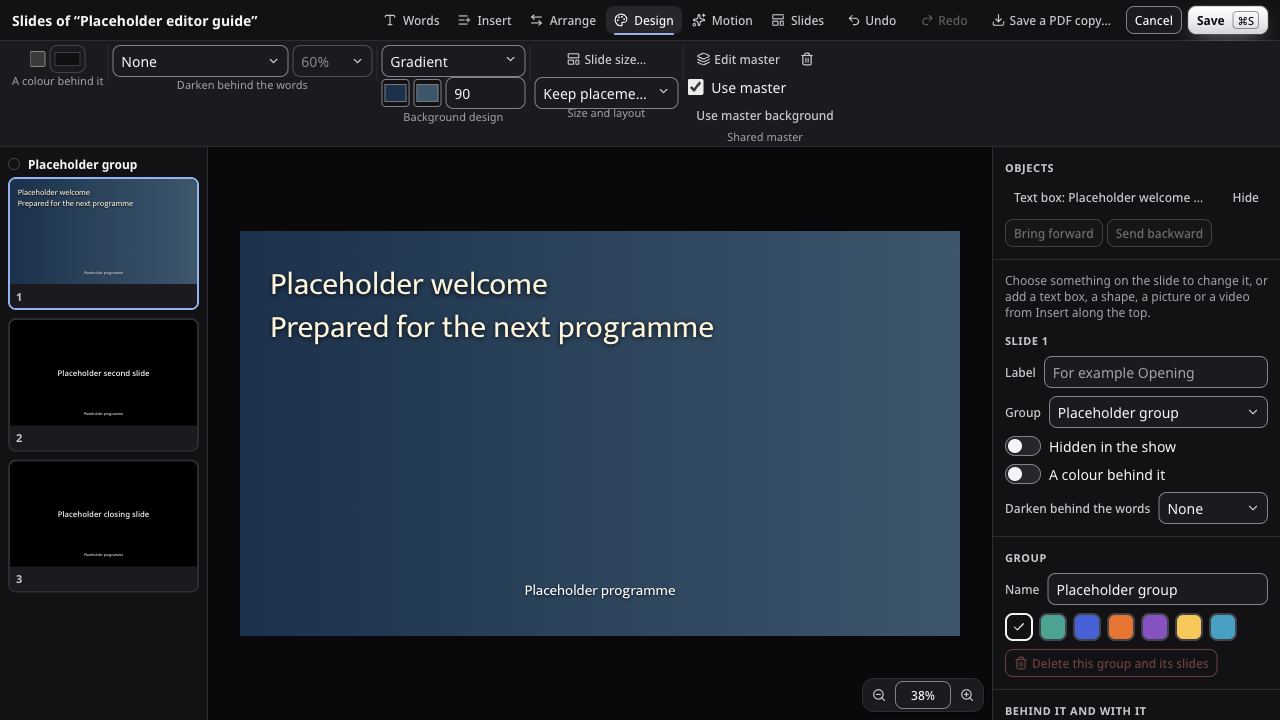 Slides of “Placeholder editor guide”
Words
Insert
Arrange
Design
Motion
Slides
Undo
Redo
Save a PDF copy…
Cancel
Save ⌘S
A colour behind it
None
60%
Darken behind the words
Gradient
90
Background design
Slide size…
Keep placeme…
Size and layout
Edit master
Use master
Use master background
Shared master
Placeholder group
Placeholder welcome
Prepared for the next programme
Placeholder programme
1
Placeholder second slide
Placeholder programme
2
Placeholder closing slide
Placeholder programme
3
Placeholder welcome
Prepared for the next programme
Placeholder programme
38%
OBJECTS
Text box: Placeholder welcome …
Hide
Bring forward
Send backward
Choose something on the slide to change it, or
add a text box, a shape, a picture or a video
from Insert along the top.
SLIDE 1
Label
For example Opening
Group
Placeholder group
Hidden in the show
A colour behind it
Darken behind the words
None
GROUP
Name
Placeholder group
Delete this group and its slides
BEHIND IT AND WITH IT